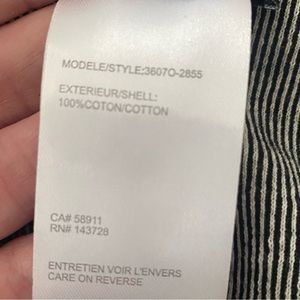 MODELE/STYLE;3607O-2855
EXTERIEUR/SHELL:
100%COTON/COTTON
CA# 58911
RN# 143728
ENTRETIEN VOIR L'ENVERS
CARE ON REVERSE